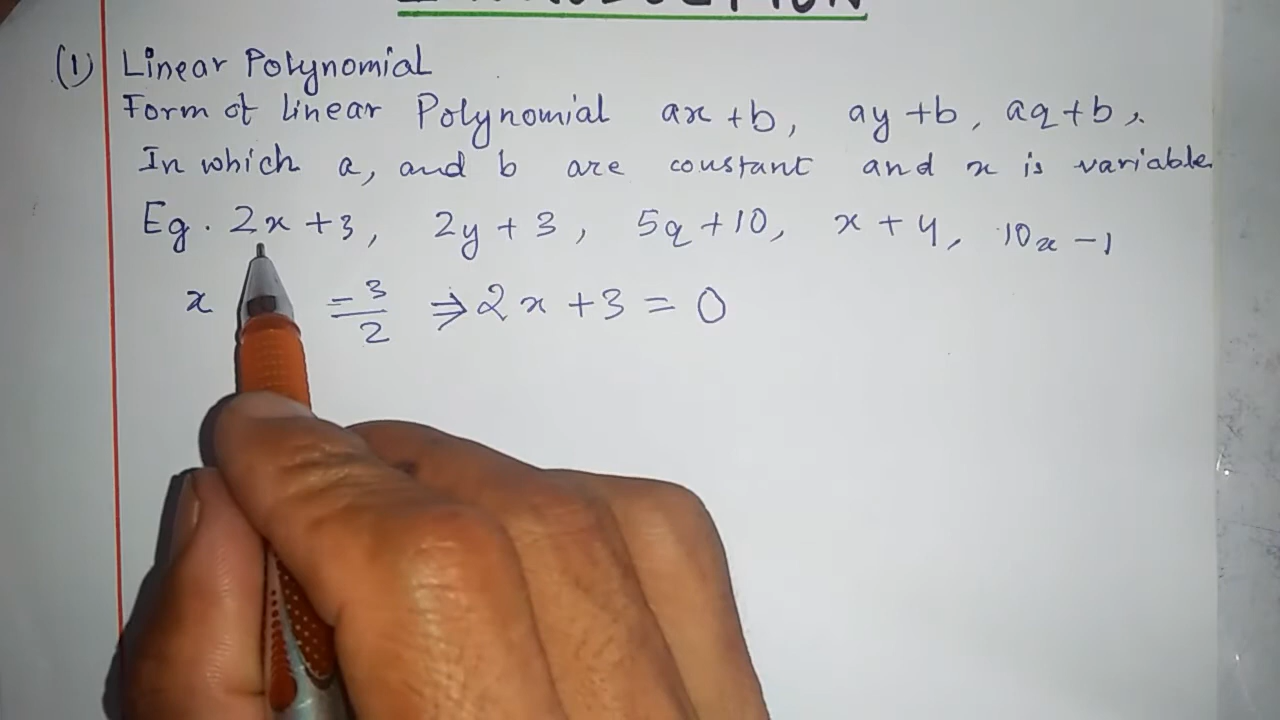 (1) Linear Polynomial
Form of linear Polynomial ax + b, ay + b, aq + b,
In which a, and b are constant and x is variable
Eg. 2x + 3, 2y + 3, 5q + 10, x + 4, 10x - 1
x = -3/2 ⇒ 2x + 3 = 0